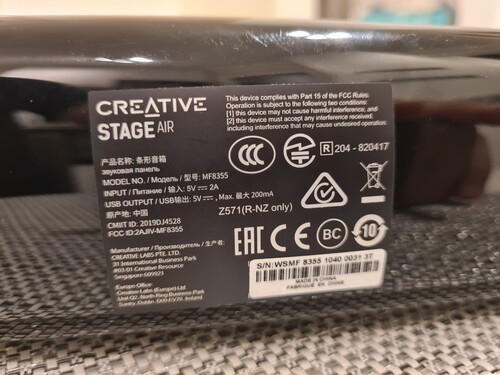 CREATIVE
STAGE AIR
产品名称: 条形音箱
звуковая панель
MODEL NO. / Модель / 型号: MF8355
INPUT / Питание / 输入: 5V ⎓ 2A
USB OUTPUT / USB输出: 5V ⎓, Max. 最大 200mA
原产地: 中国
CMIIT ID: 2019DJ4528
FCC ID:2AJIV-MF8355
Manufacturer / Производитель / 生产者:
CREATIVE LABS PTE. LTD.
31 International Business Park
#03-01 Creative Resource
Singapore 609921
Europe Office:
Creative Labs (Europe) Ltd
Unit Q2, North Ring Business Park
Santry, Dublin, D09 Ireland
This device complies with Part 15 of the FCC Rules:
Operation is subject to the following two conditions:
[1] this device may not cause harmful interference, and
[2] this device must accept any interference received,
including interference that may cause undesired operation.
CCC
R 204-820417
Z571(R-NZ only)
EAC CE BC 10
S/N:WSMF 8355 1040 0031 3T
MADE IN CHINA
FABRIQUÉ EN CHINE